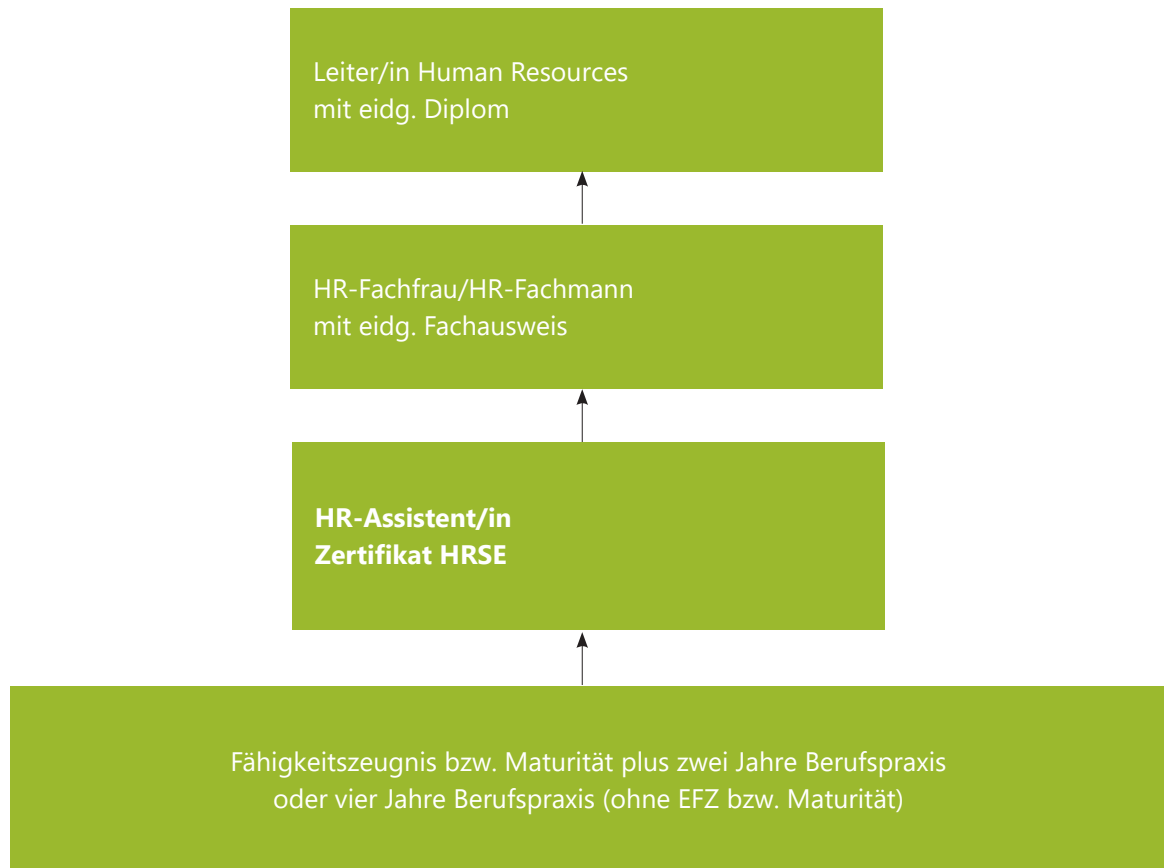 Leiter/in Human Resources
mit eidg. Diplom
HR-Fachfrau/HR-Fachmann
mit eidg. Fachausweis
HR-Assistent/in
Zertifikat HRSE
Fähigkeitszeugnis bzw. Maturität plus zwei Jahre Berufspraxis
oder vier Jahre Berufspraxis (ohne EFZ bzw. Maturität)